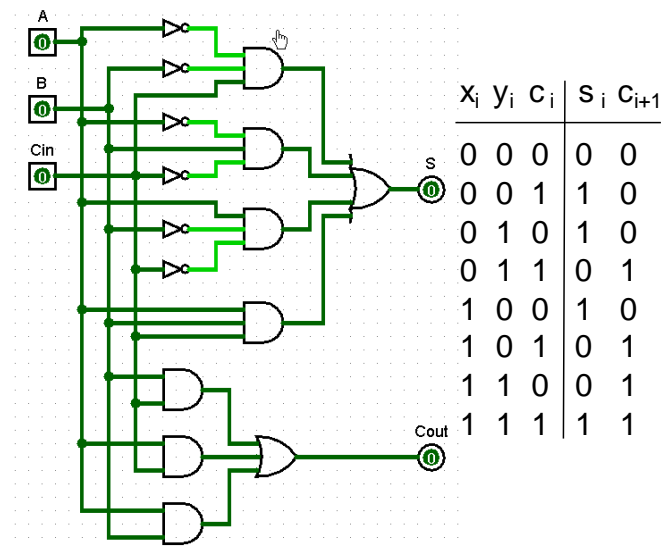 A
0
B
0
Cin
0
S
0
Cout
0
xi yi ci si ci+1
0 0 0 0 0
0 0 1 1 0
0 1 0 1 0
0 1 1 0 1
1 0 0 1 0
1 0 1 0 1
1 1 0 0 1
1 1 1 1 1